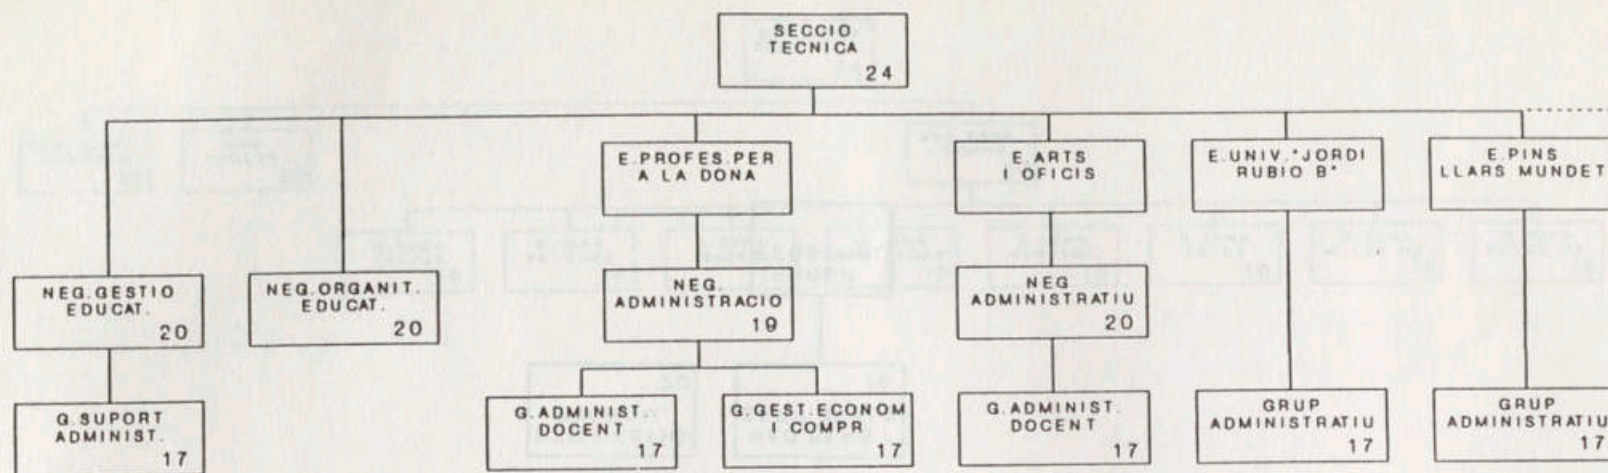 SECCIO
TECNICA
24
E.PROFES.PER
A LA DONA
E.ARTS
I OFICIS
E.UNIV."JORDI
RUBIO B"
E.PINS
LLARS MUNDET
NEG.GESTIO
EDUCAT.
20
NEG.ORGANIT.
EDUCAT.
20
NEG.
ADMINISTRACIO
19
NEG
ADMINISTRATIU
20
G.SUPORT
ADMINIST.
17
G.ADMINIST.
DOCENT
17
G.GEST.ECONOM
I COMPR
17
G.ADMINIST.
DOCENT
17
GRUP
ADMINISTRATIU
17
GRUP
ADMINISTRATIU
17